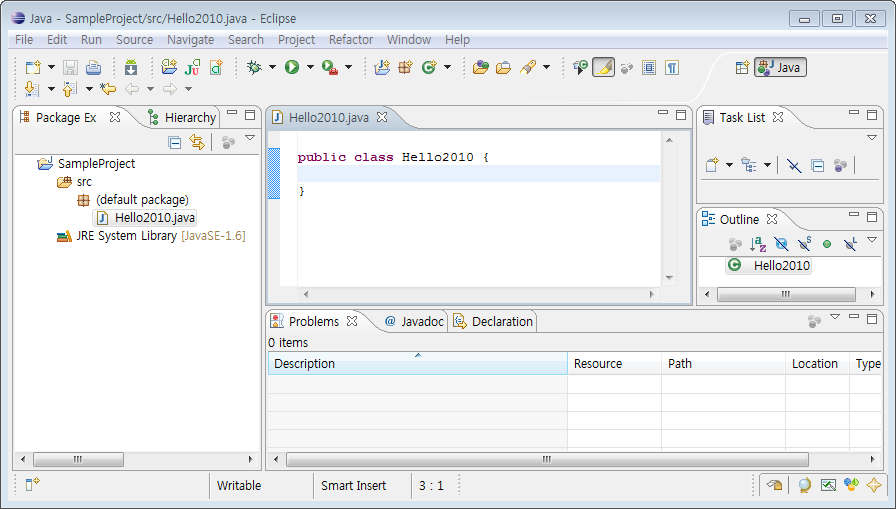 Java - SampleProject/src/Hello2010.java - Eclipse
File Edit Run Source Navigate Search Project Refactor Window Help
Java
Package Ex Hierarchy
SampleProject
src
(default package)
Hello2010.java
JRE System Library [JavaSE-1.6]
Hello2010.java
public class Hello2010 {
}
Task List
Outline
Hello2010
Problems @ Javadoc Declaration
0 items
Description Resource Path Location Type
Writable Smart Insert 3 : 1